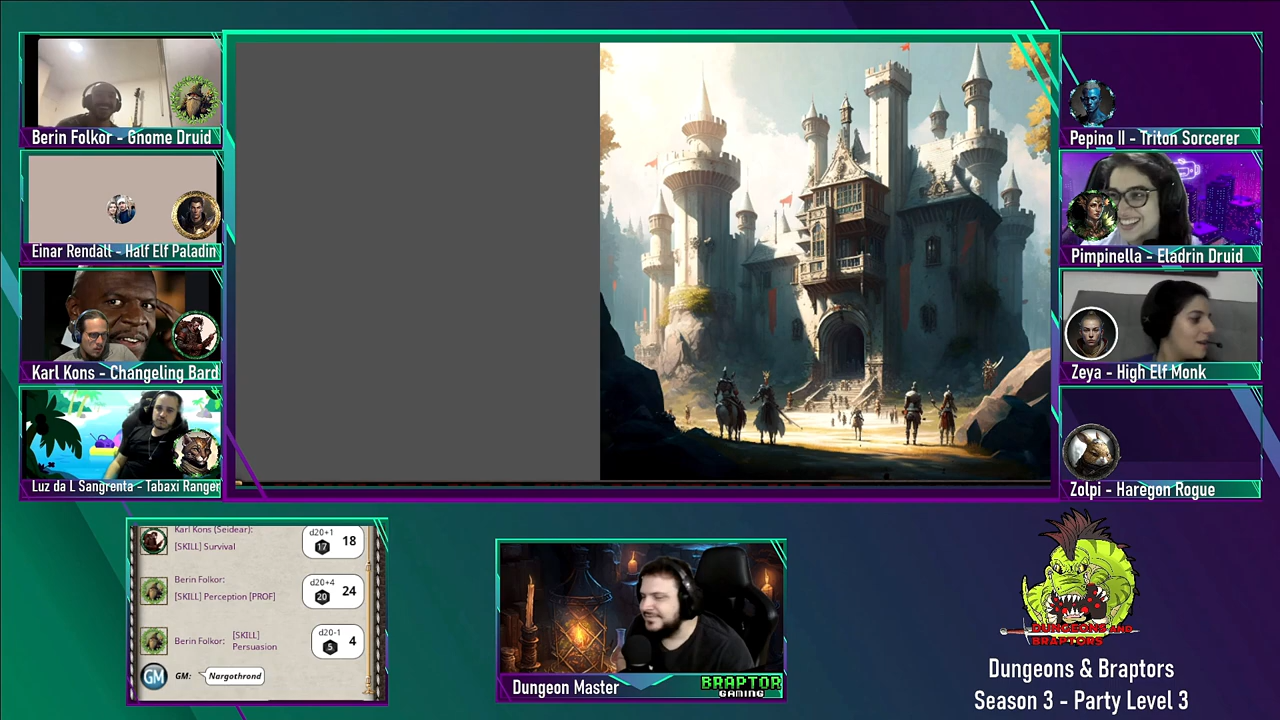 Berin Folkor - Gnome Druid
Einar Rendall - Half Elf Paladin
Karl Kons - Changeling Bard
Luz da L Sangrenta - Tabaxi Ranger
Pepino II - Triton Sorcerer
Pimpinella - Eladrin Druid
Zeya - High Elf Monk
Zolpi - Haregon Rogue
Karl Kons (Seidear):
[SKILL] Survival
d20+1
17
18
Berin Folkor:
[SKILL] Perception [PROF]
d20+4
20
24
Berin Folkor:
[SKILL]
Persuasion
d20-1
5
4
GM
GM:
Nargothrond
Dungeon Master
BRAPTOR
GAMING
DUNGEONS AND
BRAPTORS
Dungeons & Braptors
Season 3 - Party Level 3